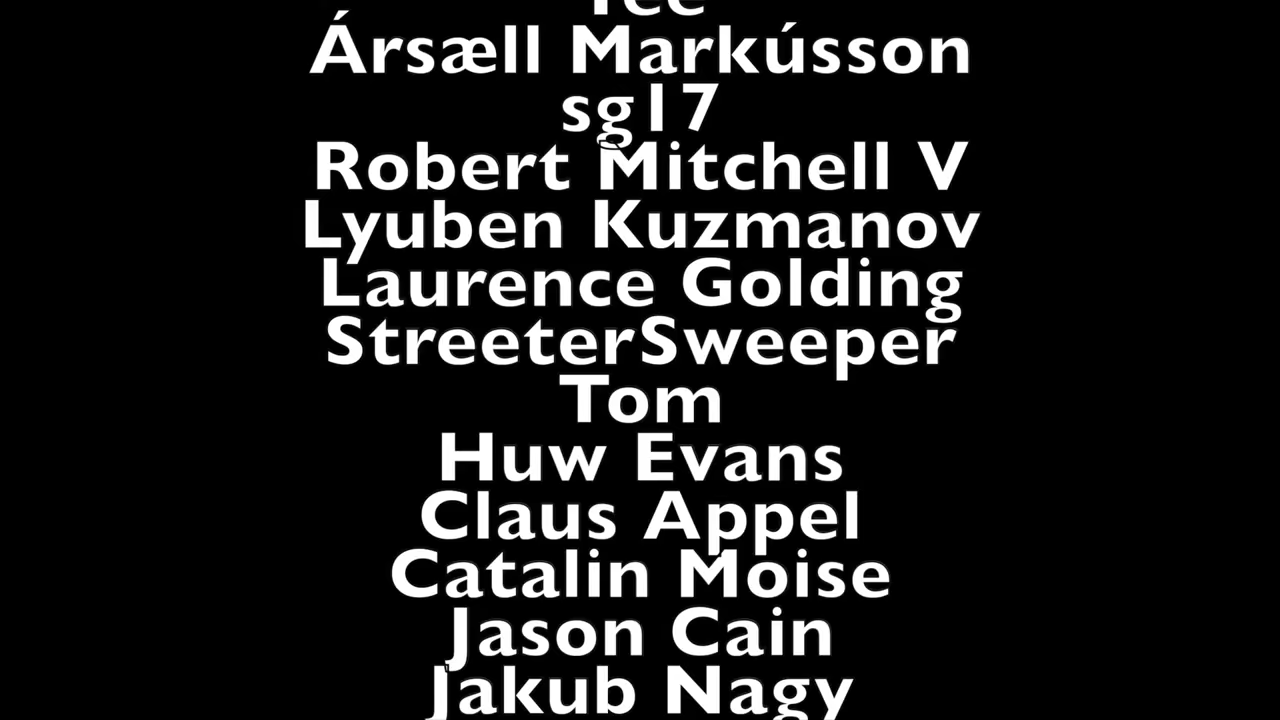 Ársæll Markússon
sg17
Robert Mitchell V
Lyuben Kuzmanov
Laurence Golding
StreeterSweeper
Tom
Huw Evans
Claus Appel
Catalin Moise
Jason Cain
Jakub Nagy